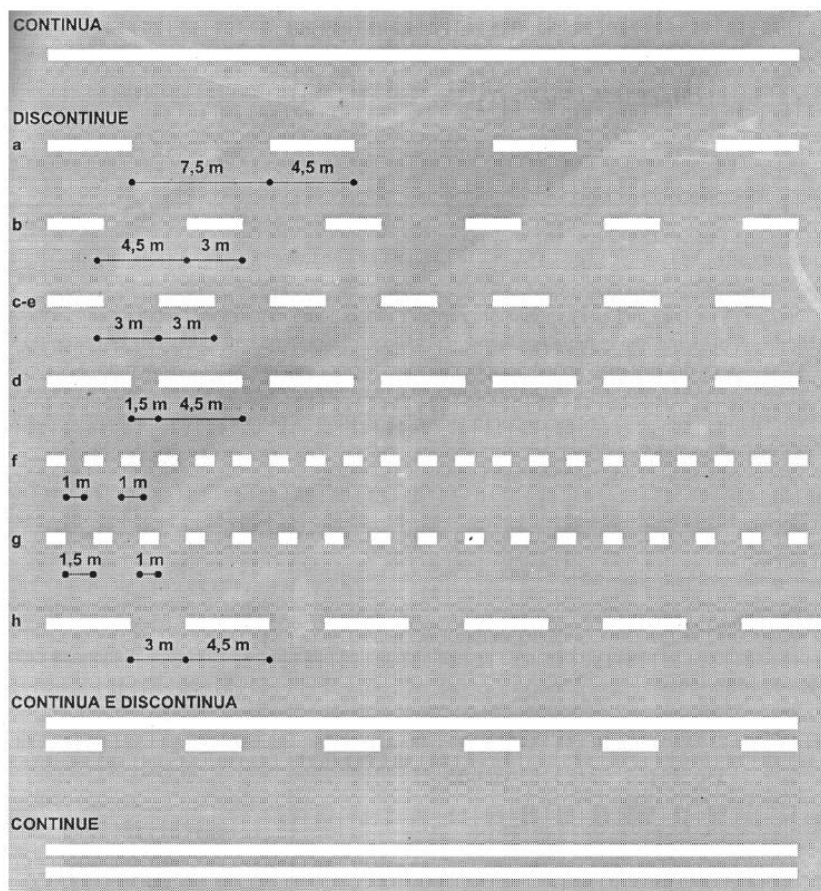 CONTINUA
DISCONTINUE
a
7,5 m 4,5 m
b
4,5 m 3 m
c-e
3 m 3 m
d
1,5 m 4,5 m
f
1 m 1 m
g
1,5 m 1 m
h
3 m 4,5 m
CONTINUA E DISCONTINUA
CONTINUE